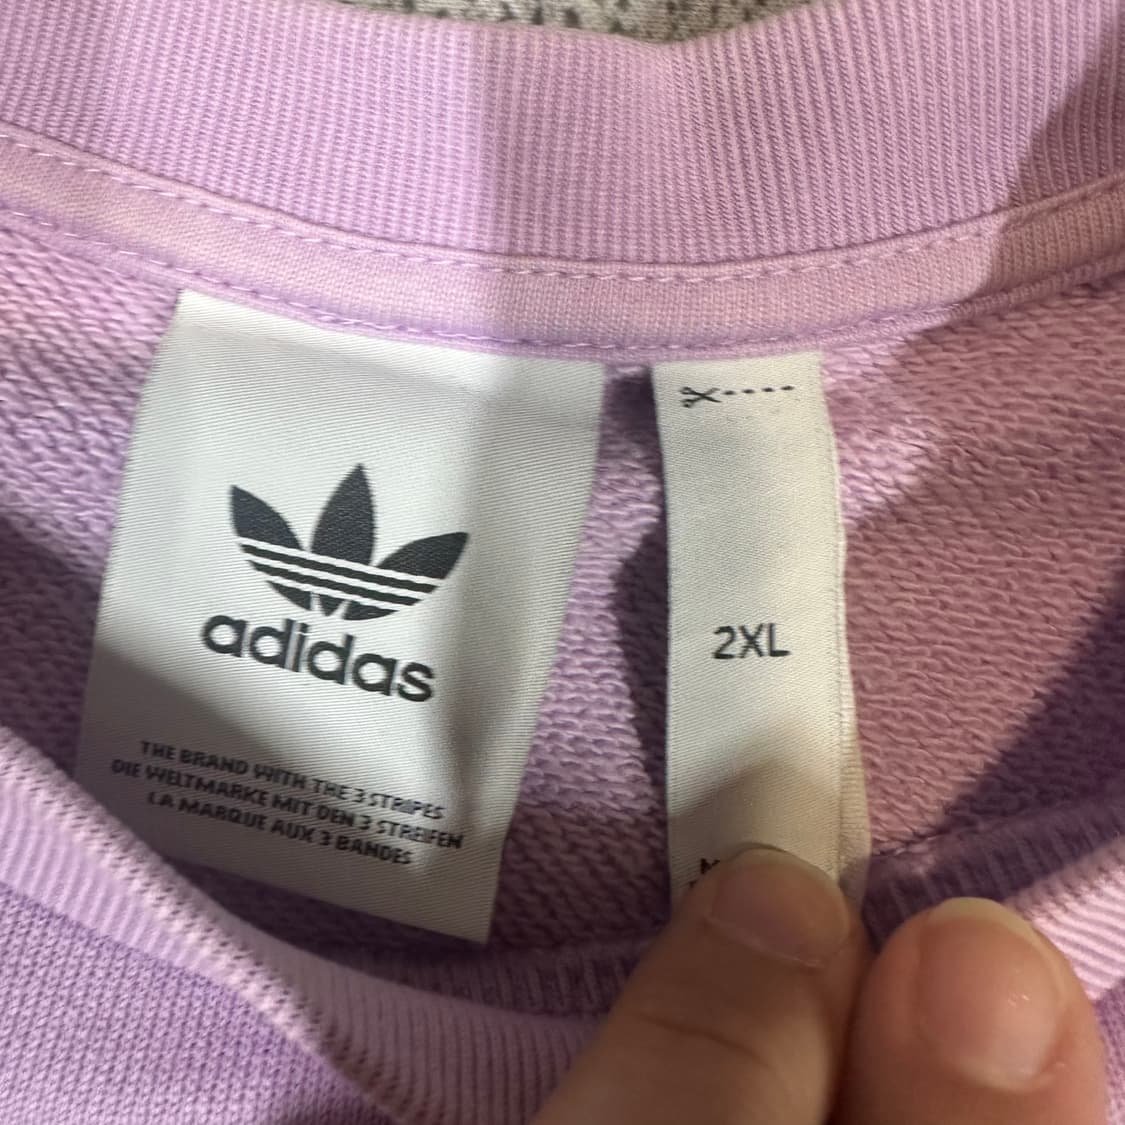 adidas
THE BRAND WITH THE 3 STRIPES
DIE WELTMARKE MIT DEN 3 STREIFEN
LA MARQUE AUX 3 BANDES
2XL